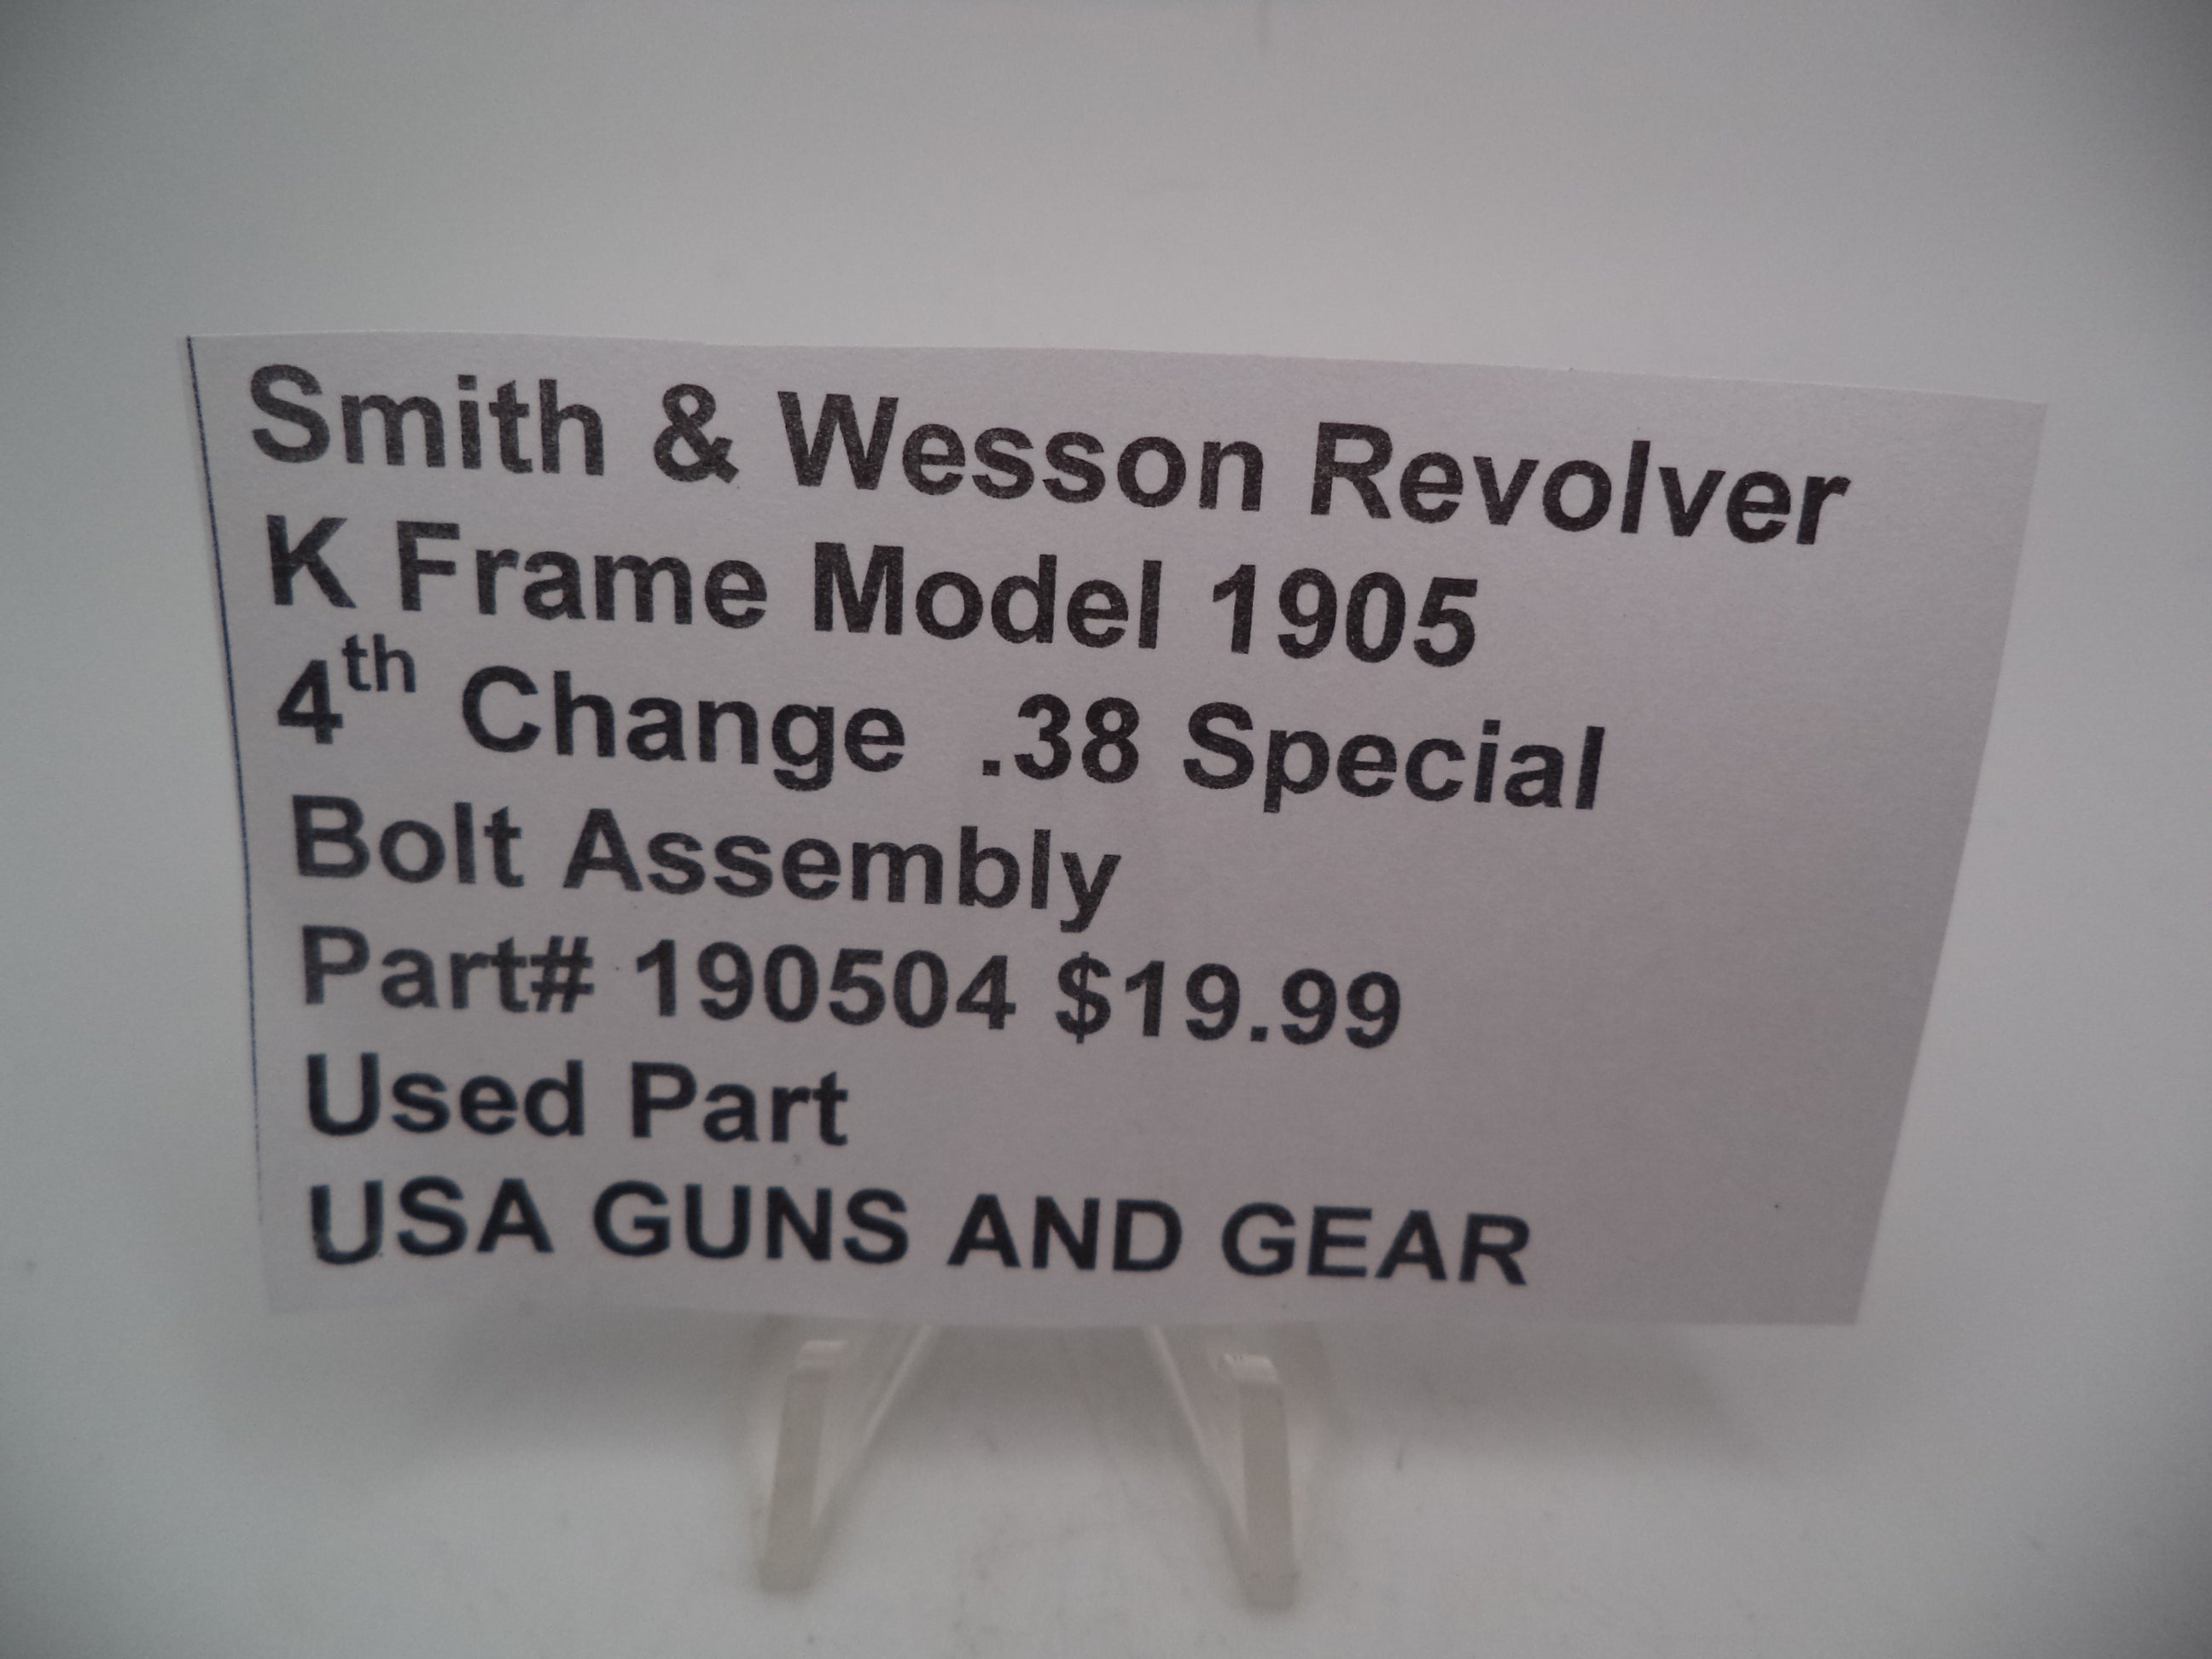 Smith & Wesson Revolver
K Frame Model 1905
4th Change .38 Special
Bolt Assembly
Part# 190504 $19.99
Used Part
USA GUNS AND GEAR